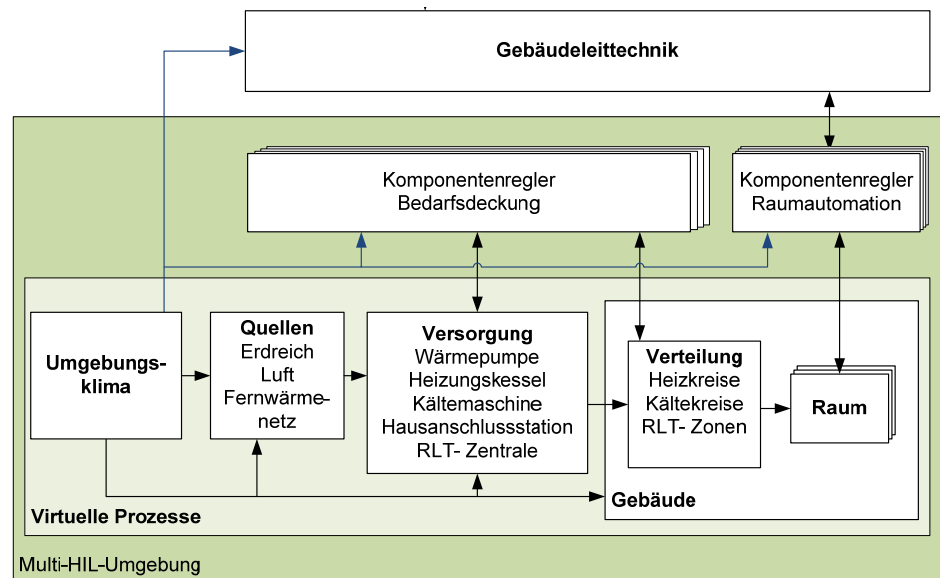 Gebäudeleittechnik
Komponentenregler
Bedarfsdeckung
Komponentenregler
Raumautomation
Umgebungs-
klima
Quellen
Erdreich
Luft
Fernwärme-
netz
Versorgung
Wärmepumpe
Heizungskessel
Kältemaschine
Hausanschlussstation
RLT- Zentrale
Verteilung
Heizkreise
Kältekreise
RLT- Zonen
Raum
Gebäude
Virtuelle Prozesse
Multi-HIL-Umgebung